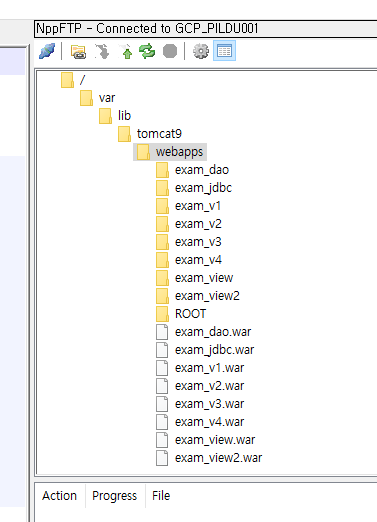 NppFTP - Connected to GCP_PILDU001
/
var
lib
tomcat9
webapps
exam_dao
exam_jdbc
exam_v1
exam_v2
exam_v3
exam_v4
exam_view
exam_view2
ROOT
exam_dao.war
exam_jdbc.war
exam_v1.war
exam_v2.war
exam_v3.war
exam_v4.war
exam_view.war
exam_view2.war
Action Progress File